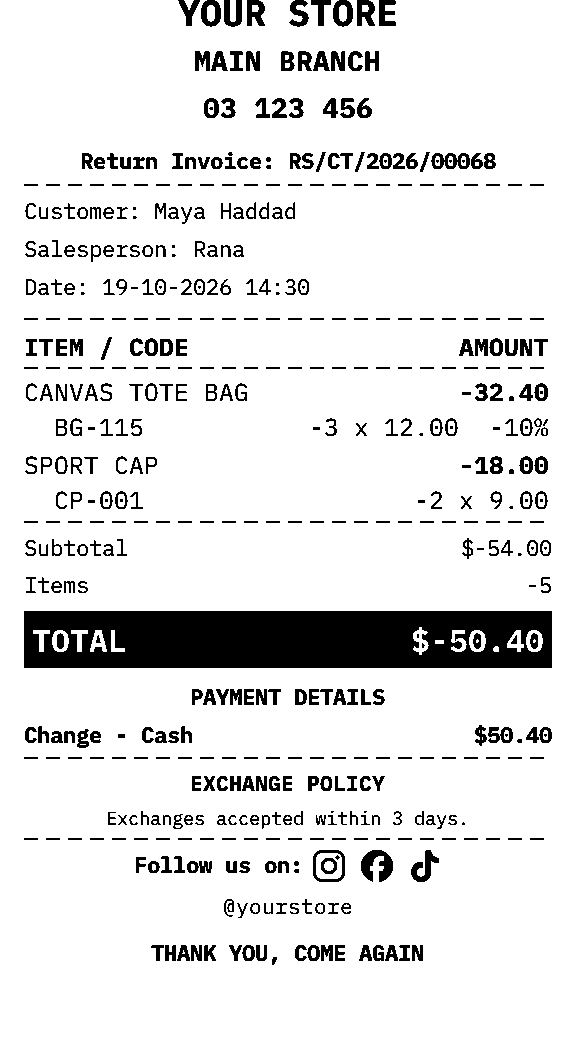 YOUR STORE
MAIN BRANCH
03 123 456
Return Invoice: RS/CT/2026/00068
Customer: Maya Haddad
Salesperson: Rana
Date: 19-10-2026 14:30
ITEM / CODE AMOUNT
CANVAS TOTE BAG -32.40
BG-115 -3 x 12.00 -10%
SPORT CAP -18.00
CP-001 -2 x 9.00
Subtotal $-54.00
Items -5
TOTAL $-50.40
PAYMENT DETAILS
Change - Cash $50.40
EXCHANGE POLICY
Exchanges accepted within 3 days.
Follow us on:
@yourstore
THANK YOU, COME AGAIN